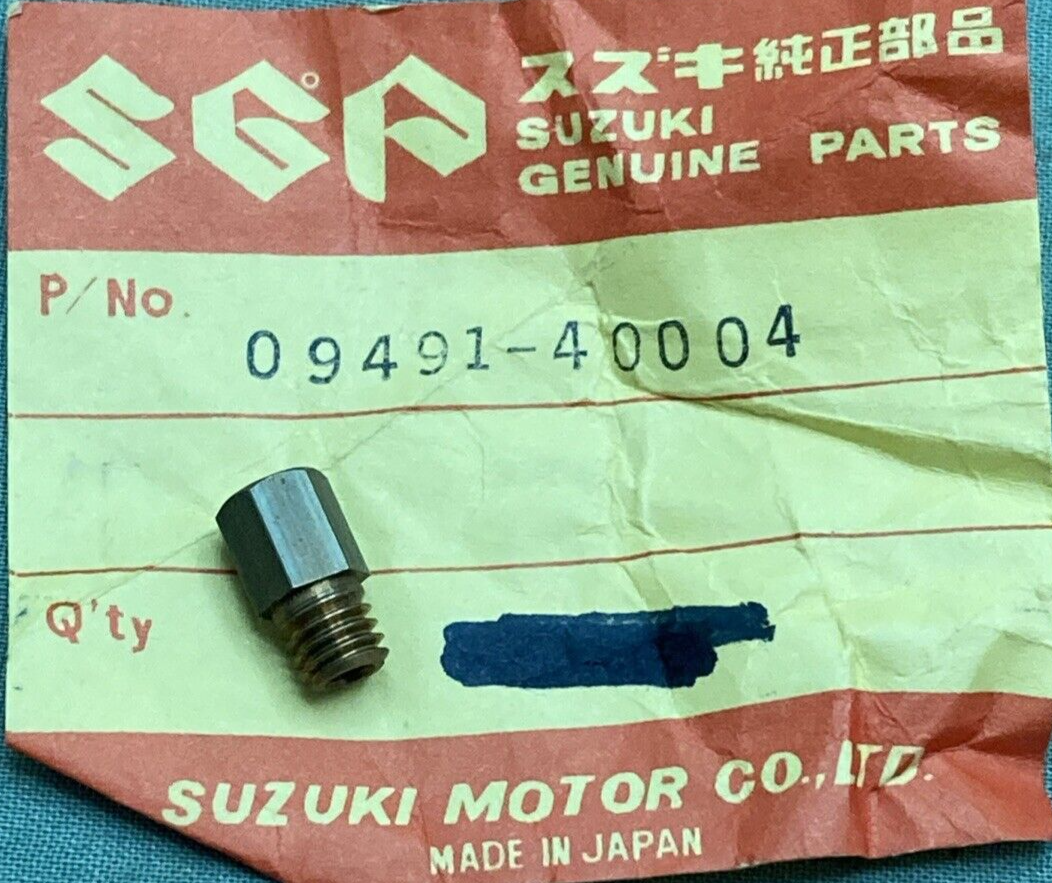 SGP
スズキ純正部品
SUZUKI
GENUINE PARTS
P/No.
09491-40004
Q'ty
SUZUKI MOTOR CO.,LTD.
MADE IN JAPAN